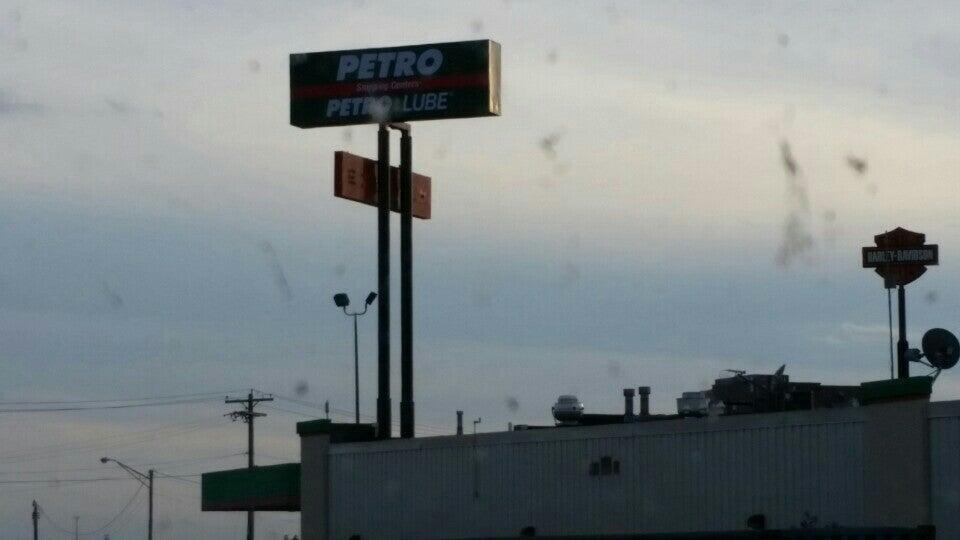 PETRO
Stopping Centers
PETRO LUBE
HARLEY-DAVIDSON